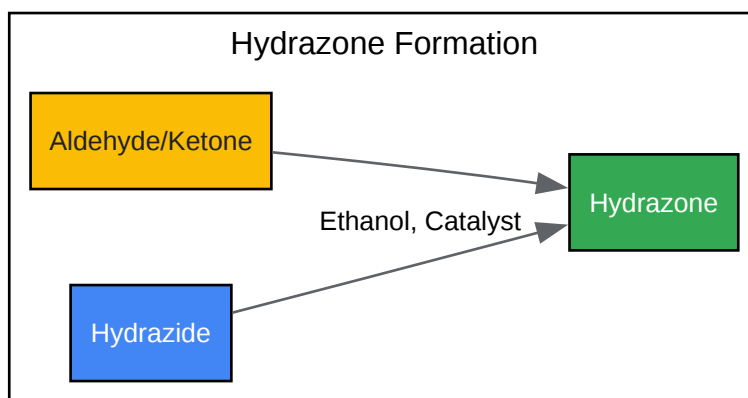 Hydrazone Formation
Aldehyde/Ketone
Hydrazone
Ethanol, Catalyst
Hydrazide